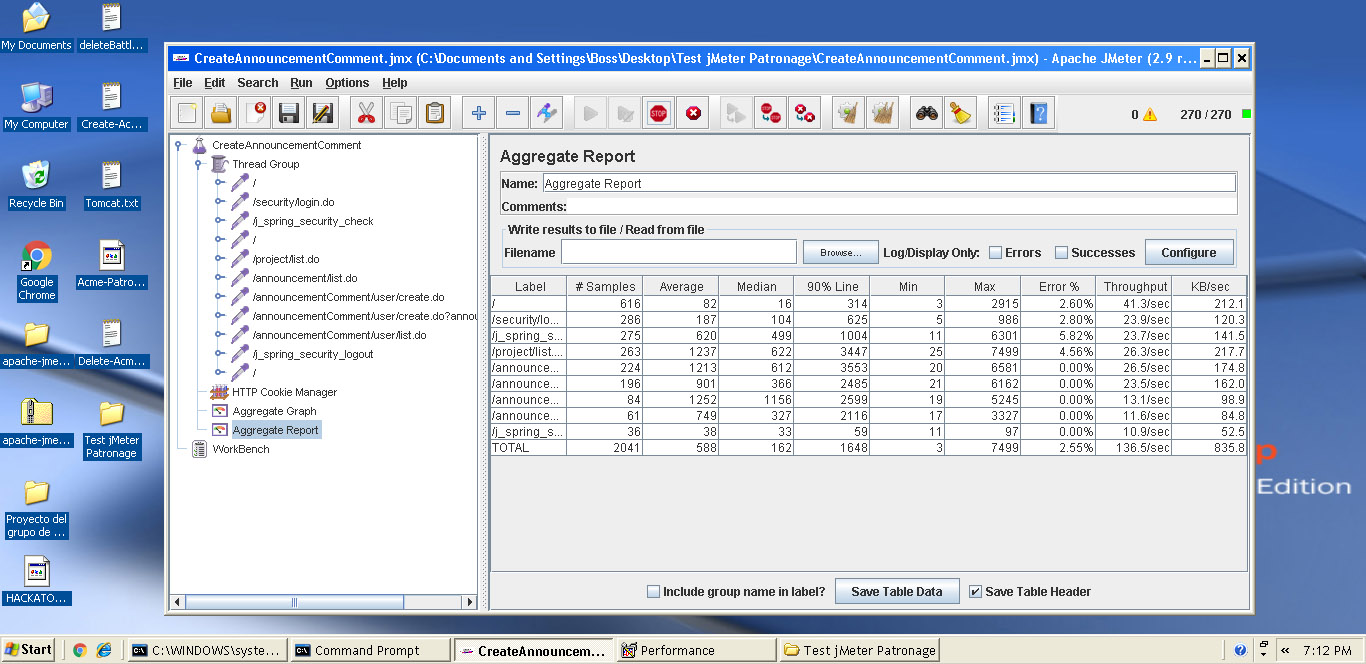 My Documents
deleteBattl...
My Computer
Create-Ac...
Recycle Bin
Tomcat.txt
Google
Chrome
Acme-Patro...
apache-jme...
Delete-Acm...
apache-jme...
Test jMeter
Patronage
Proyecto del
grupo de ...
HACKATO...
CreateAnnouncementComment.jmx (C:\Documents and Settings\Boss\Desktop\Test jMeter Patronage\CreateAnnouncementComment.jmx) - Apache JMeter (2.9 r...
File Edit Search Run Options Help
STOP
0 270 / 270
CreateAnnouncementComment
Thread Group
/
/security/login.do
/j_spring_security_check
/
/project/list.do
/announcement/list.do
/announcementComment/user/create.do
/announcementComment/user/create.do?annou
/announcementComment/user/list.do
/j_spring_security_logout
/
HTTP Cookie Manager
Aggregate Graph
Aggregate Report
WorkBench
Aggregate Report
Name: Aggregate Report
Comments:
Write results to file / Read from file
Filename Browse... Log/Display Only: Errors Successes Configure
Label # Samples Average Median 90% Line Min Max Error % Throughput KB/sec
/ 616 82 16 314 3 2915 2.60% 41.3/sec 212.1
/security/lo... 286 187 104 625 5 986 2.80% 23.9/sec 120.3
/j_spring_s... 275 620 499 1004 11 6301 5.82% 23.7/sec 141.5
/project/list.... 263 1237 622 3447 25 7499 4.56% 26.3/sec 217.7
/announce... 224 1213 612 3553 20 6581 0.00% 26.5/sec 174.8
/announce... 196 901 366 2485 21 6162 0.00% 23.5/sec 162.0
/announce... 84 1252 1156 2599 19 5245 0.00% 13.1/sec 98.9
/announce... 61 749 327 2116 17 3327 0.00% 11.6/sec 84.8
/j_spring_s... 36 38 33 59 11 97 0.00% 10.9/sec 52.5
TOTAL 2041 588 162 1648 3 7499 2.55% 136.5/sec 835.8
Include group name in label? Save Table Data Save Table Header
p
Edition
Start C:\WINDOWS\syste... Command Prompt CreateAnnouncem... Performance Test jMeter Patronage 7:12 PM